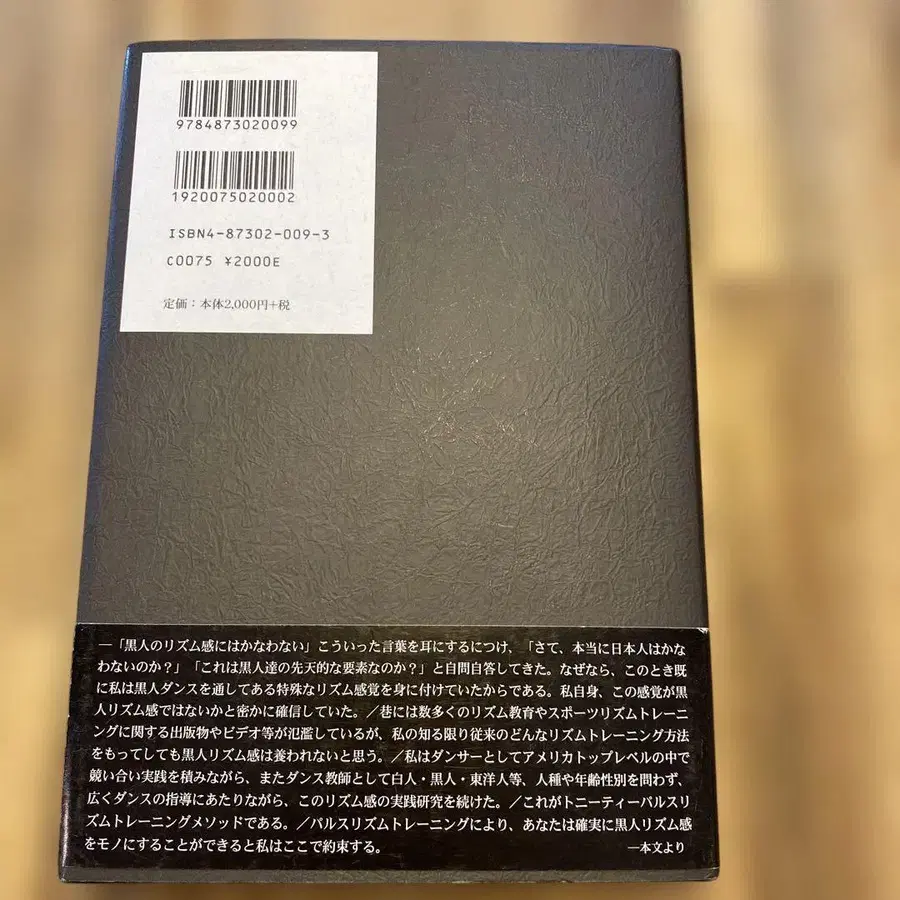 9784873020099
1920075020002
ISBN4-87302-009-3
C0075 ¥2000E
定価：本体2,000円+税
―「黒人のリズム感にはかなわない」こういった言葉を耳にするにつけ、「さて、本当に日本人はかな
わないのか？」「これは黒人達の先天的な要素なのか？」と自問自答してきた。なぜなら、このとき既
に私は黒人ダンスを通してある特殊なリズム感覚を身に付けていたからである。私自身、この感覚が黒
人リズム感ではないかと密かに確信していた。／巷には数多くのリズム教育やスポーツリズムトレーニ
ングに関する出版物やビデオ等が氾濫しているが、私の知る限り従来のどんなリズムトレーニング方法
をもってしても黒人リズム感は養われないと思う。／私はダンサーとしてアメリカトップレベルの中で
競い合い実践を積みながら、またダンス教師として白人・黒人・東洋人等、人種や年齢性別を問わず、
広くダンスの指導にあたりながら、このリズム感の実践研究を続けた。／これがトニーティーパルスリ
ズムトレーニングメソッドである。／パルスリズムトレーニングにより、あなたは確実に黒人リズム感
をモノにすることができると私はここで約束する。 ―本文より